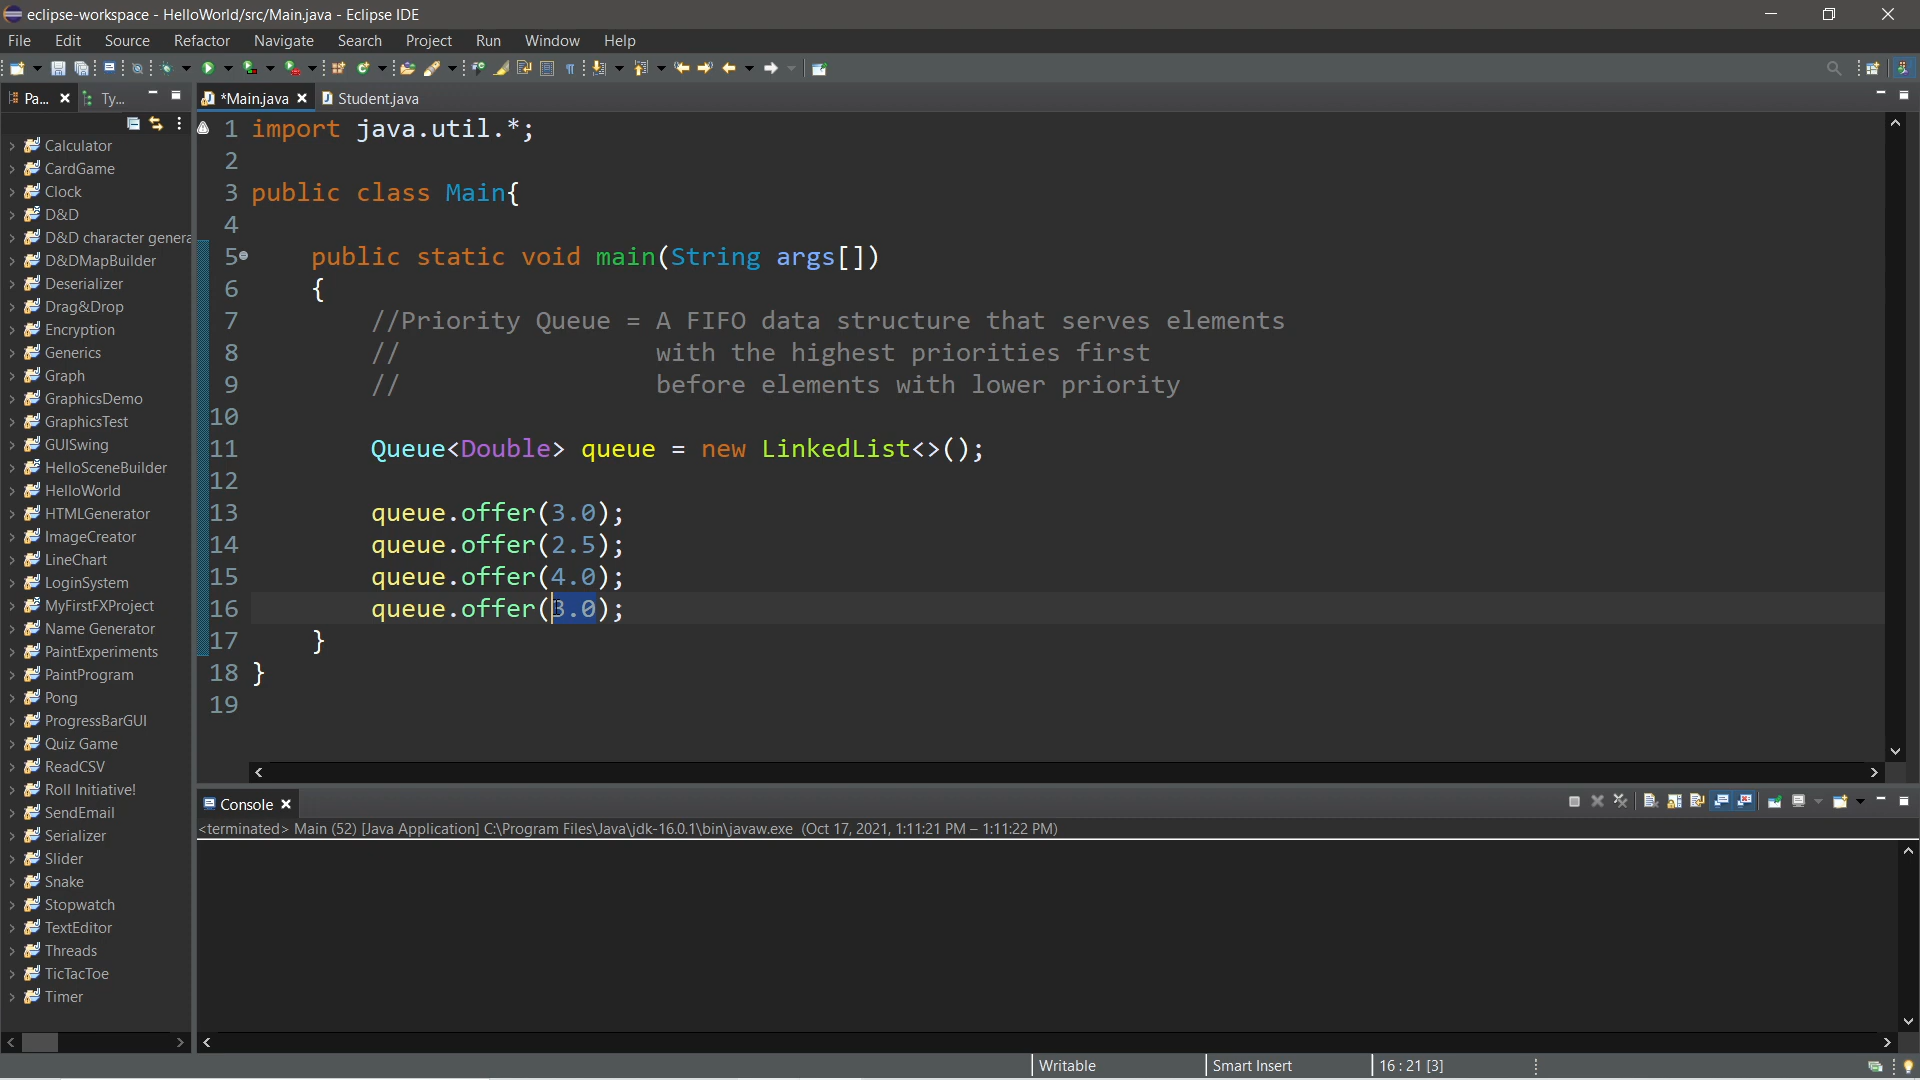 eclipse-workspace - HelloWorld/src/Main.java - Eclipse IDE
File Edit Source Refactor Navigate Search Project Run Window Help
Pa... Ty... *Main.java Student.java
Calculator
CardGame
Clock
D&D
D&D character genera
D&DMapBuilder
Deserializer
Drag&Drop
Encryption
Generics
Graph
GraphicsDemo
GraphicsTest
GUISwing
HelloSceneBuilder
HelloWorld
HTMLGenerator
ImageCreator
LineChart
LoginSystem
MyFirstFXProject
Name Generator
PaintExperiments
PaintProgram
Pong
ProgressBarGUI
Quiz Game
ReadCSV
Roll Initiative!
SendEmail
Serializer
Slider
Snake
Stopwatch
TextEditor
Threads
TicTacToe
Timer
1 import java.util.*;
2
3 public class Main{
4
5 public static void main(String args[])
6 {
7 //Priority Queue = A FIFO data structure that serves elements
8 // with the highest priorities first
9 // before elements with lower priority
10
11 Queue<Double> queue = new LinkedList<>();
12
13 queue.offer(3.0);
14 queue.offer(2.5);
15 queue.offer(4.0);
16 queue.offer(3.0);
17 }
18 }
19
Console
<terminated> Main (52) [Java Application] C:\Program Files\Java\jdk-16.0.1\bin\javaw.exe (Oct 17, 2021, 1:11:21 PM – 1:11:22 PM)
Writable Smart Insert 16 : 21 [3]